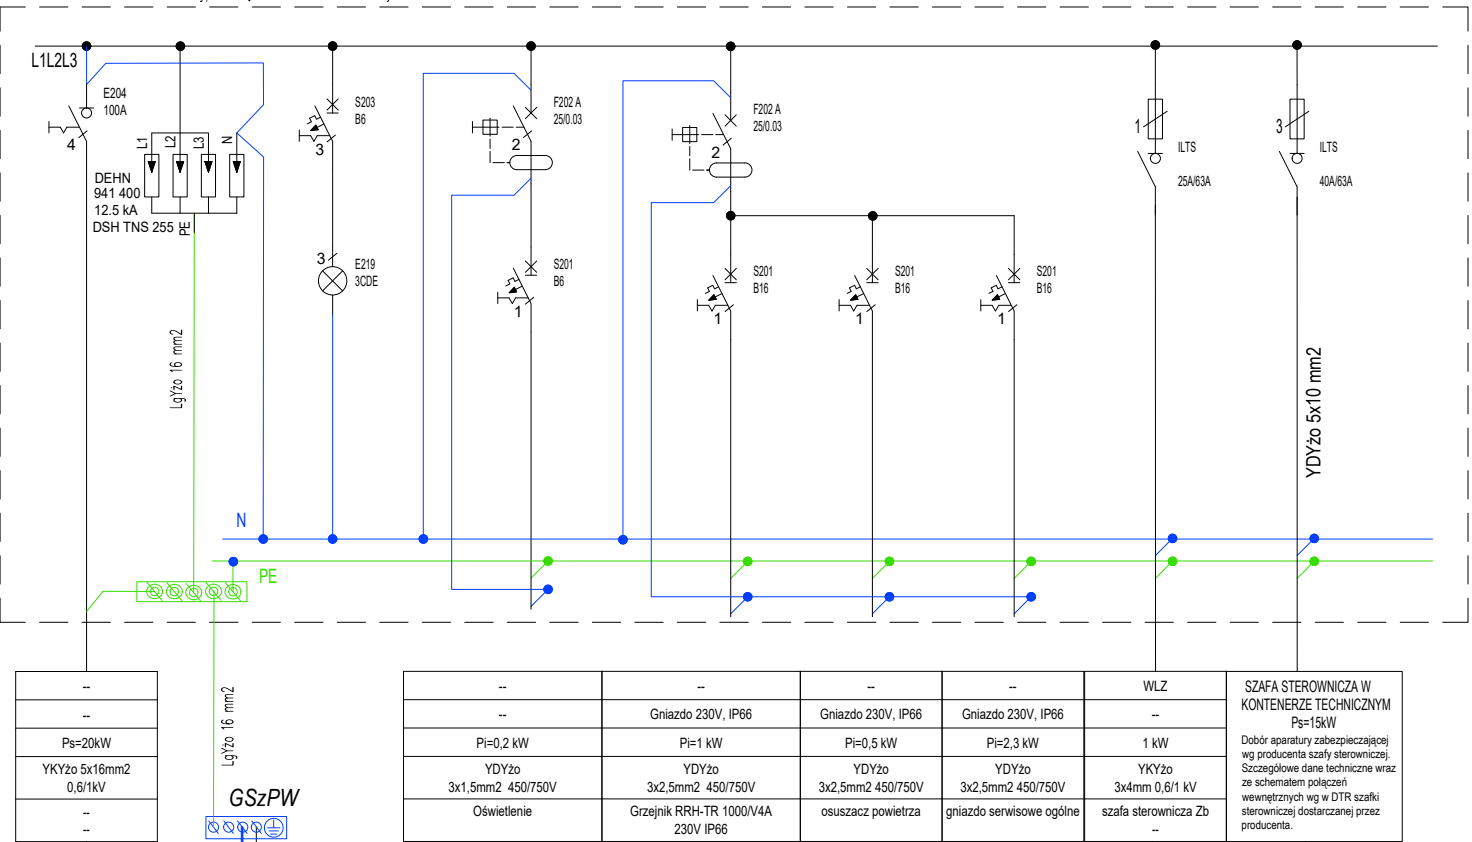 L1L2L3
E204
100A
4
L1
L2
L3
N
DEHN
941 400
12.5 kA
DSH TNS 255
PE
S203
B6
3
3
E219
3CDE
F202 A
25/0.03
2
S201
B6
1
F202 A
25/0.03
2
S201
B16
1
S201
B16
1
S201
B16
1
1
ILTS
25A/63A
3
ILTS
40A/63A
LgYżo 16 mm2
YDYżo 5x10 mm2
N
PE
LgYżo 16 mm2
GSzPW
--
--
Ps=20kW
YKYżo 5x16mm2
0,6/1kV
--
--
-- -- -- -- WLZ
-- Gniazdo 230V, IP66 Gniazdo 230V, IP66 Gniazdo 230V, IP66 --
Pi=0,2 kW Pi=1 kW Pi=0,5 kW Pi=2,3 kW 1 kW
YDYżo YDYżo YDYżo YDYżo YKYżo
3x1,5mm2 450/750V 3x2,5mm2 450/750V 3x2,5mm2 450/750V 3x2,5mm2 450/750V 3x4mm 0,6/1 kV
Oświetlenie Grzejnik RRH-TR 1000/V4A osuszacz powietrza gniazdo serwisowe ogólne szafa sterownicza Zb
230V IP66 --
SZAFA STEROWNICZA W
KONTENERZE TECHNICZNYM
Ps=15kW
Dobór aparatury zabezpieczającej
wg producenta szafy sterowniczej.
Szczegółowe dane techniczne wraz
ze schematem połączeń
wewnętrznych wg w DTR szafki
sterowniczej dostarczanej przez
producenta.